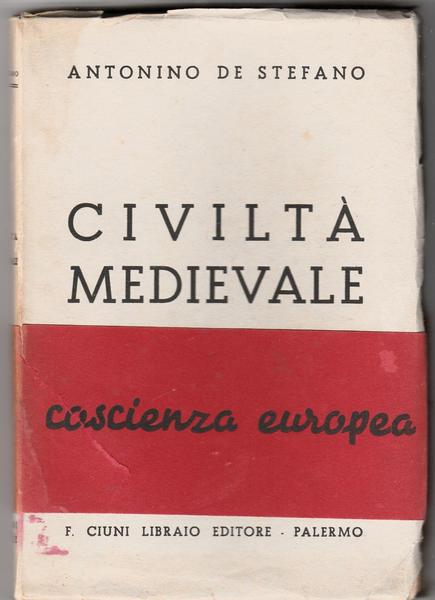 ANTONINO DE STEFANO
CIVILTÀ
MEDIEVALE
coscienza europea
F. CIUNI LIBRAIO EDITORE - PALERMO